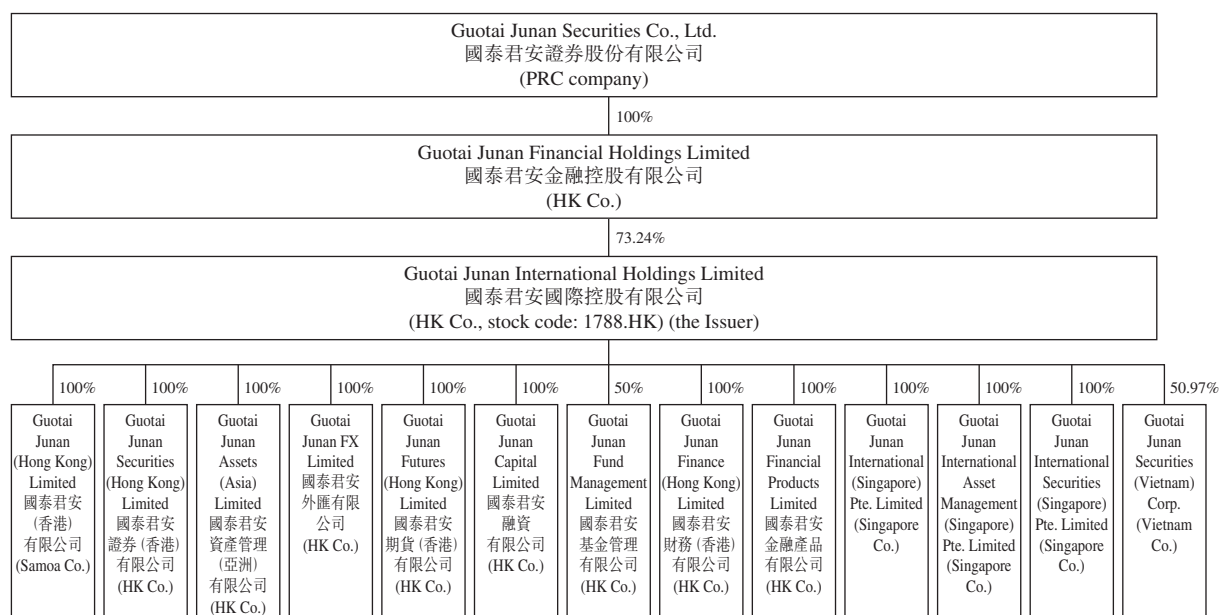 Guotai Junan Securities Co., Ltd.
國泰君安證券股份有限公司
(PRC company)
100%
Guotai Junan Financial Holdings Limited
國泰君安金融控股有限公司
(HK Co.)
73.24%
Guotai Junan International Holdings Limited
國泰君安國際控股有限公司
(HK Co., stock code: 1788.HK) (the Issuer)
100%
Guotai
Junan
(Hong Kong)
Limited
國泰君安
(香港)
有限公司
(Samoa Co.)
100%
Guotai
Junan
Securities
(Hong Kong)
Limited
國泰君安
證券 (香港)
有限公司
(HK Co.)
100%
Guotai
Junan
Assets
(Asia)
Limited
國泰君安
資產管理
(亞洲)
有限公司
(HK Co.)
100%
Guotai
Junan FX
Limited
國泰君安
外匯有限
公司
(HK Co.)
100%
Guotai
Junan
Futures
(Hong Kong)
Limited
國泰君安
期貨 (香港)
有限公司
(HK Co.)
100%
Guotai
Junan
Capital
Limited
國泰君安
融資
有限公司
(HK Co.)
50%
Guotai
Junan
Fund
Management
Limited
國泰君安
基金管理
有限公司
(HK Co.)
100%
Guotai
Junan
Finance
(Hong Kong)
Limited
國泰君安
財務 (香港)
有限公司
(HK Co.)
100%
Guotai
Junan
Financial
Products
Limited
國泰君安
金融產品
有限公司
(HK Co.)
100%
Guotai
Junan
International
(Singapore)
Pte. Limited
(Singapore
Co.)
100%
Guotai
Junan
International
Asset
Management
(Singapore)
Pte. Limited
(Singapore
Co.)
100%
Guotai
Junan
International
Securities
(Singapore)
Pte. Limited
(Singapore
Co.)
50.97%
Guotai
Junan
Securities
(Vietnam)
Corp.
(Vietnam
Co.)